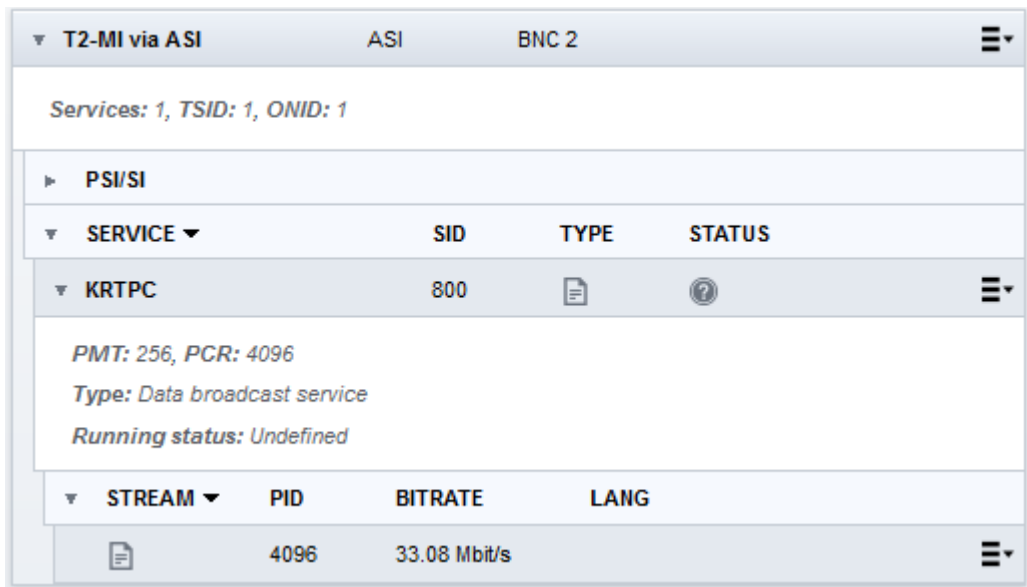 T2-MI via ASI ASI BNC 2
Services: 1, TSID: 1, ONID: 1
PSI/SI
SERVICE SID TYPE STATUS
KRTPC 800
PMT: 256, PCR: 4096
Type: Data broadcast service
Running status: Undefined
STREAM PID BITRATE LANG
4096 33.08 Mbit/s